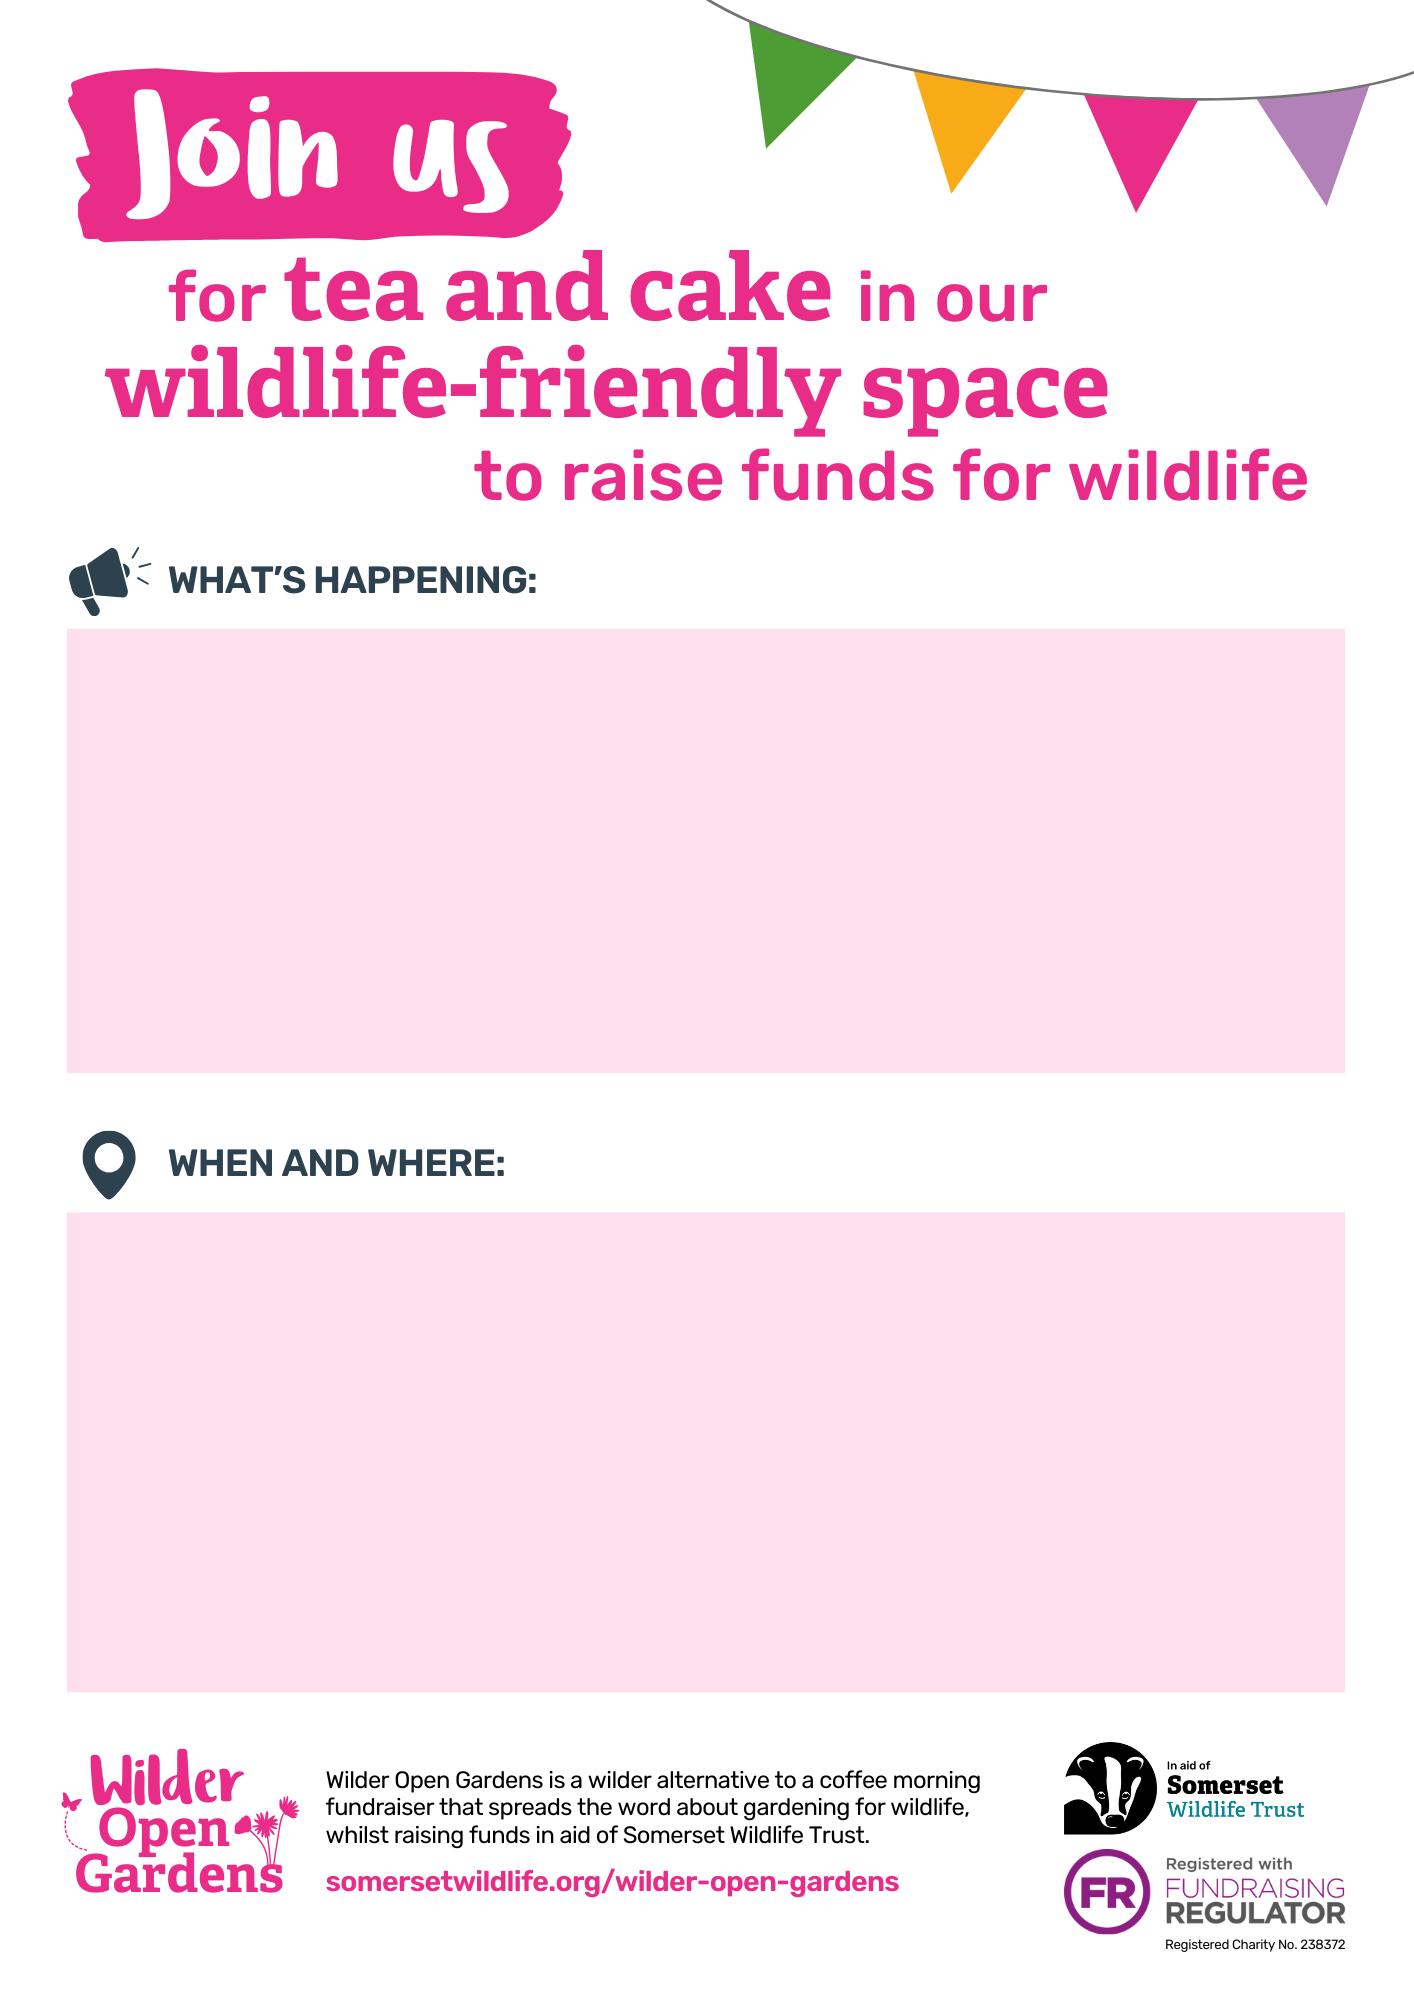 Join us
for tea and cake in our
wildlife-friendly space
to raise funds for wildlife
WHAT’S HAPPENING:
WHEN AND WHERE:
Wilder
Open
Gardens
Wilder Open Gardens is a wilder alternative to a coffee morning
fundraiser that spreads the word about gardening for wildlife,
whilst raising funds in aid of Somerset Wildlife Trust.
somersetwildlife.org/wilder-open-gardens
In aid of
Somerset
Wildlife Trust
FR
Registered with
FUNDRAISING
REGULATOR
Registered Charity No. 238372